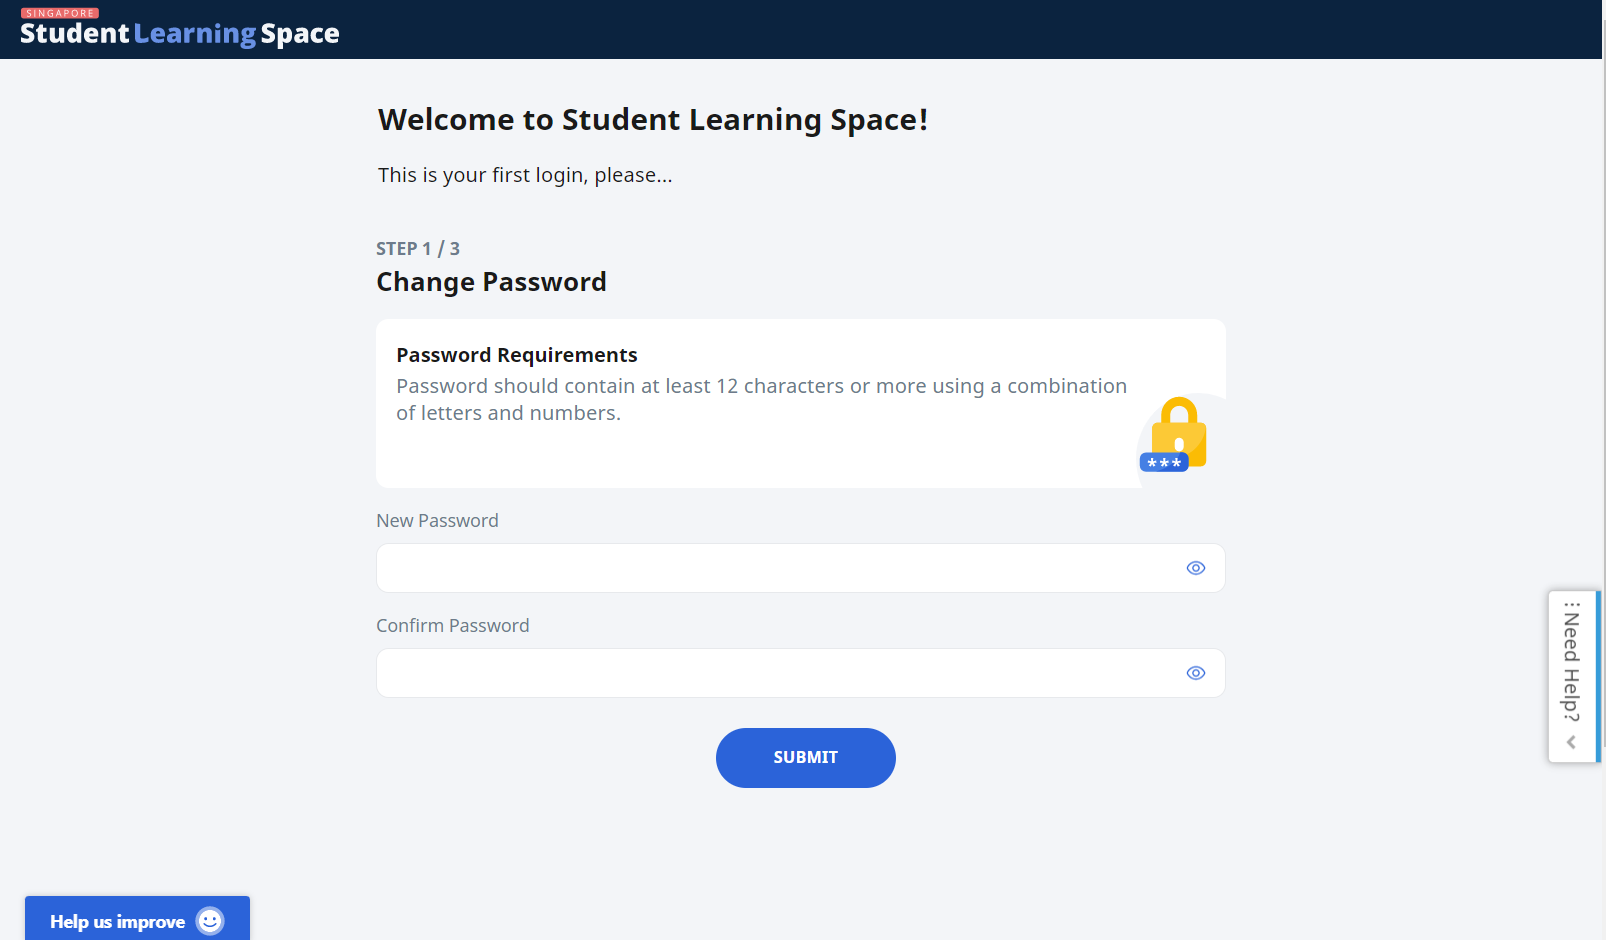 SINGAPORE
Student Learning Space
Welcome to Student Learning Space!
This is your first login, please...
STEP 1 / 3
Change Password
Password Requirements
Password should contain at least 12 characters or more using a combination
of letters and numbers.
***
New Password
Confirm Password
SUBMIT
Need Help?
Help us improve